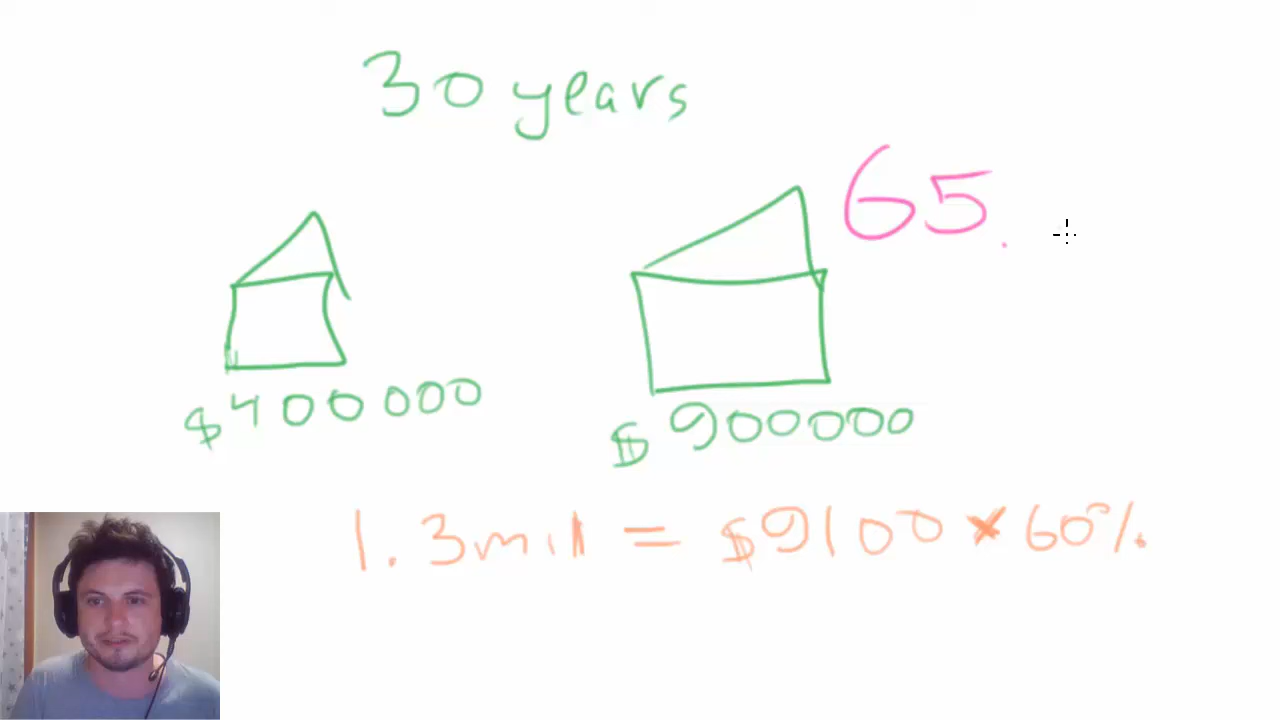 30 years
65.
$400000
$900000
1.3mil = $9100 × 60%